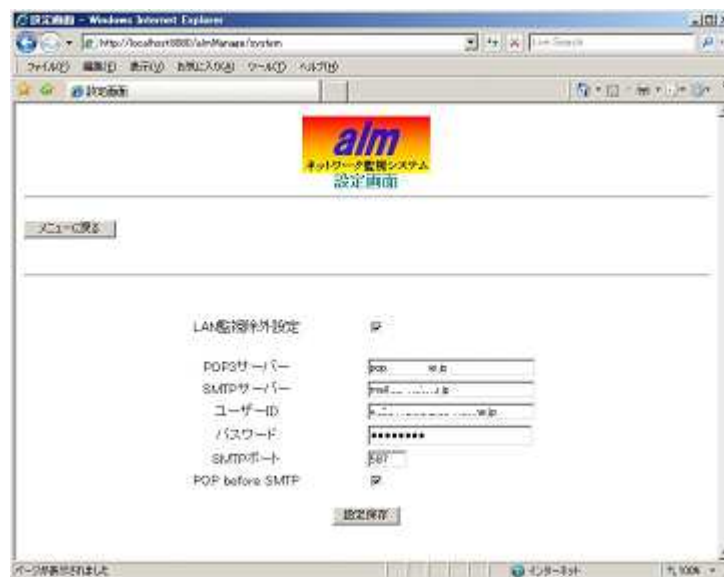 設定画面 - Windows Internet Explorer
http://localhost:8080/almManage/system
Live Search
ファイル(F) 編集(E) 表示(V) お気に入り(A) ツール(T) ヘルプ(H)
設定画面
alm
ネットワーク監視システム
設定画面
メニューに戻る
LAN監視除外設定
POP3サーバー pop
SMTPサーバー
ユーザーID
パスワード ●●●●●●●●
SMTPポート 587
POP before SMTP
設定保存
ページが表示されました インターネット 100%